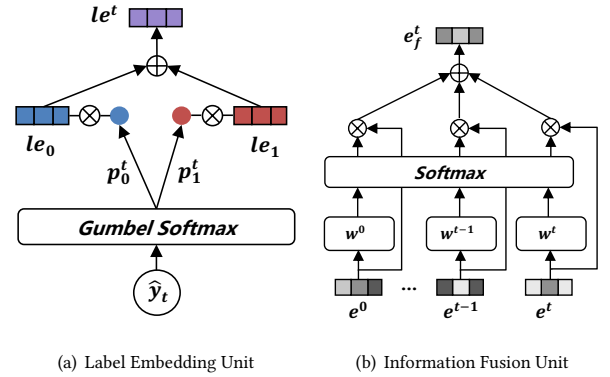 le^t
le_0
le_1
p_0^t
p_1^t
Gumbel Softmax
ŷ_t
(a) Label Embedding Unit
e_f^t
Softmax
w^0
w^{t-1}
w^t
e^0
...
e^{t-1}
e^t
(b) Information Fusion Unit